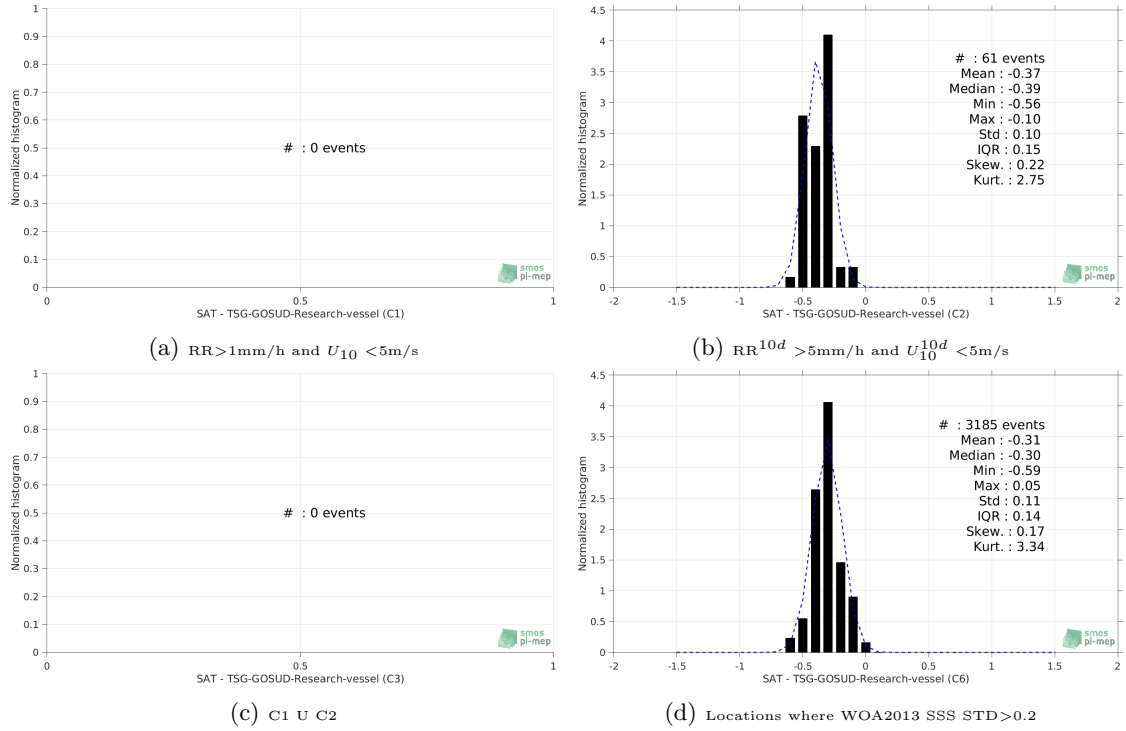 1
0.9
0.8
0.7
0.6
0.5
0.4
0.3
0.2
0.1
0
Normalized histogram
# : 0 events
smos
pi-mep
0 0.5 1
SAT - TSG-GOSUD-Research-vessel (C1)
(a) RR>1mm/h and U10 <5m/s
4.5
4
3.5
3
2.5
2
1.5
1
0.5
0
Normalized histogram
# : 61 events
Mean : -0.37
Median : -0.39
Min : -0.56
Max : -0.10
Std : 0.10
IQR : 0.15
Skew. : 0.22
Kurt. : 2.75
smos
pi-mep
-2 -1 -0.5 0 0.5 1 1.5 2
SAT - TSG-GOSUD-Research-vessel (C2)
(b) RR10d >5mm/h and U10d10 <5m/s
1
0.9
0.8
0.7
0.6
0.5
0.4
0.3
0.2
0.1
0
Normalized histogram
# : 0 events
smos
pi-mep
0 0.5 1
SAT - TSG-GOSUD-Research-vessel (C3)
(c) C1 U C2
4.5
4
3.5
3
2.5
2
1.5
1
0.5
0
Normalized histogram
# : 3185 events
Mean : -0.31
Median : -0.30
Min : -0.59
Max : 0.05
Std : 0.11
IQR : 0.14
Skew. : 0.17
Kurt. : 3.34
smos
pi-mep
-2 -1.5 -1 -0.5 0 0.5 1 1.5 2
SAT - TSG-GOSUD-Research-vessel (C6)
(d) Locations where WOA2013 SSS STD>0.2